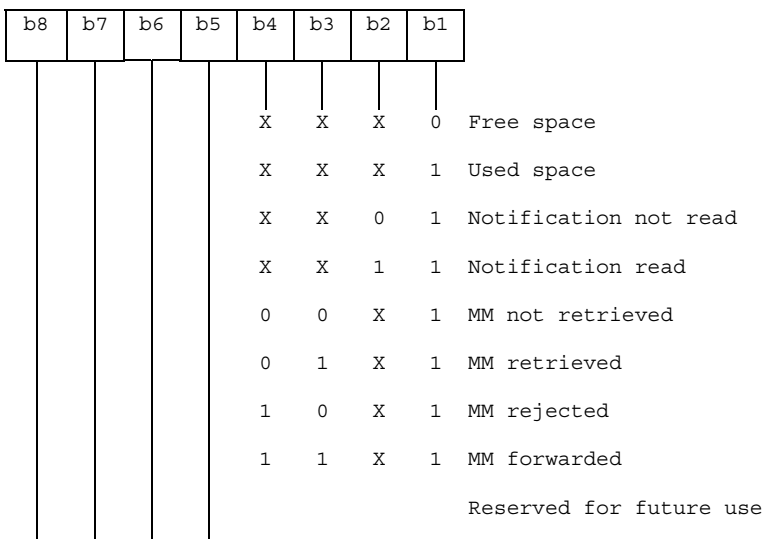 b8 b7 b6 b5 b4 b3 b2 b1
X X X 0 Free space
X X X 1 Used space
X X 0 1 Notification not read
X X 1 1 Notification read
0 0 X 1 MM not retrieved
0 1 X 1 MM retrieved
1 0 X 1 MM rejected
1 1 X 1 MM forwarded
Reserved for future use